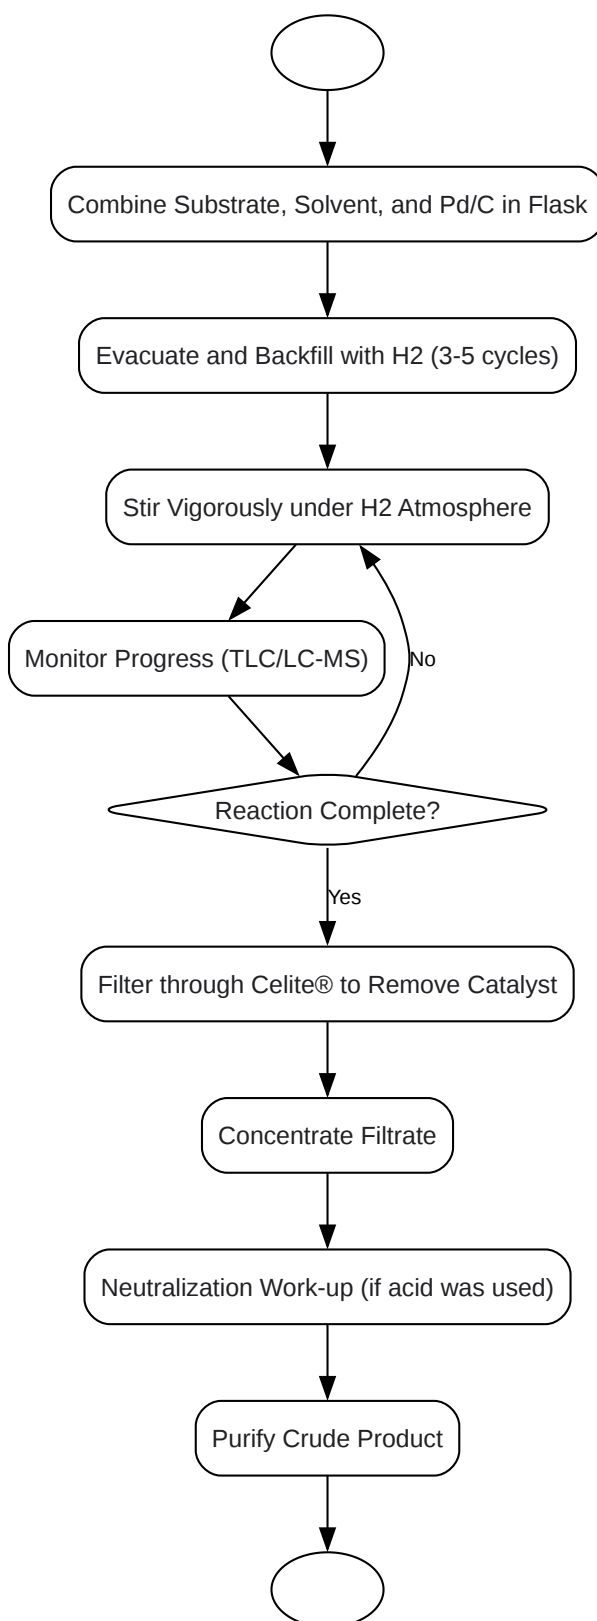 Combine Substrate, Solvent, and Pd/C in Flask
Evacuate and Backfill with H2 (3-5 cycles)
Stir Vigorously under H2 Atmosphere
Monitor Progress (TLC/LC-MS)
No
Reaction Complete?
Yes
Filter through Celite® to Remove Catalyst
Concentrate Filtrate
Neutralization Work-up (if acid was used)
Purify Crude Product